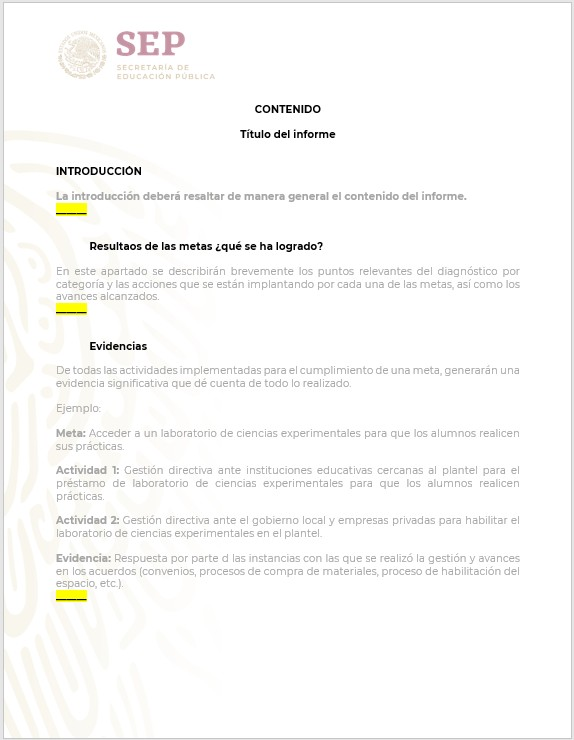 SEP
SECRETARÍA DE
EDUCACIÓN PÚBLICA
CONTENIDO
Título del informe
INTRODUCCIÓN
La introducción deberá resaltar de manera general el contenido del informe.
Resultaos de las metas ¿qué se ha logrado?
En este apartado se describirán brevemente los puntos relevantes del diagnóstico por
categoría y las acciones que se están implantando por cada una de las metas, así como los
avances alcanzados.
Evidencias
De todas las actividades implementadas para el cumplimiento de una meta, generarán una
evidencia significativa que dé cuenta de todo lo realizado.
Ejemplo:
Meta: Acceder a un laboratorio de ciencias experimentales para que los alumnos realicen
sus prácticas.
Actividad 1: Gestión directiva ante instituciones educativas cercanas al plantel para el
préstamo de laboratorio de ciencias experimentales para que los alumnos realicen
prácticas.
Actividad 2: Gestión directiva ante el gobierno local y empresas privadas para habilitar el
laboratorio de ciencias experimentales en el plantel.
Evidencia: Respuesta por parte d las instancias con las que se realizó la gestión y avances
en los acuerdos (convenios, procesos de compra de materiales, proceso de habilitación del
espacio, etc.).